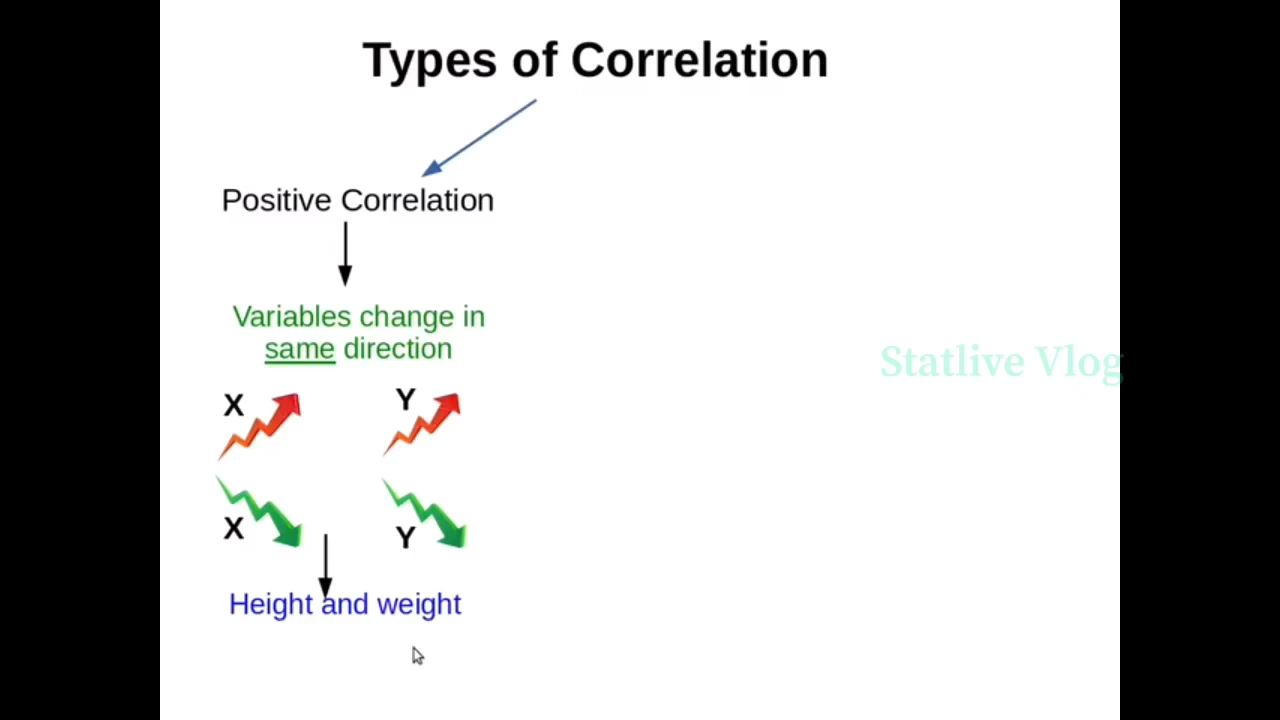 Types of Correlation
Positive Correlation
Variables change in
same direction
Statlive Vlog
X
Y
X
Y
Height and weight